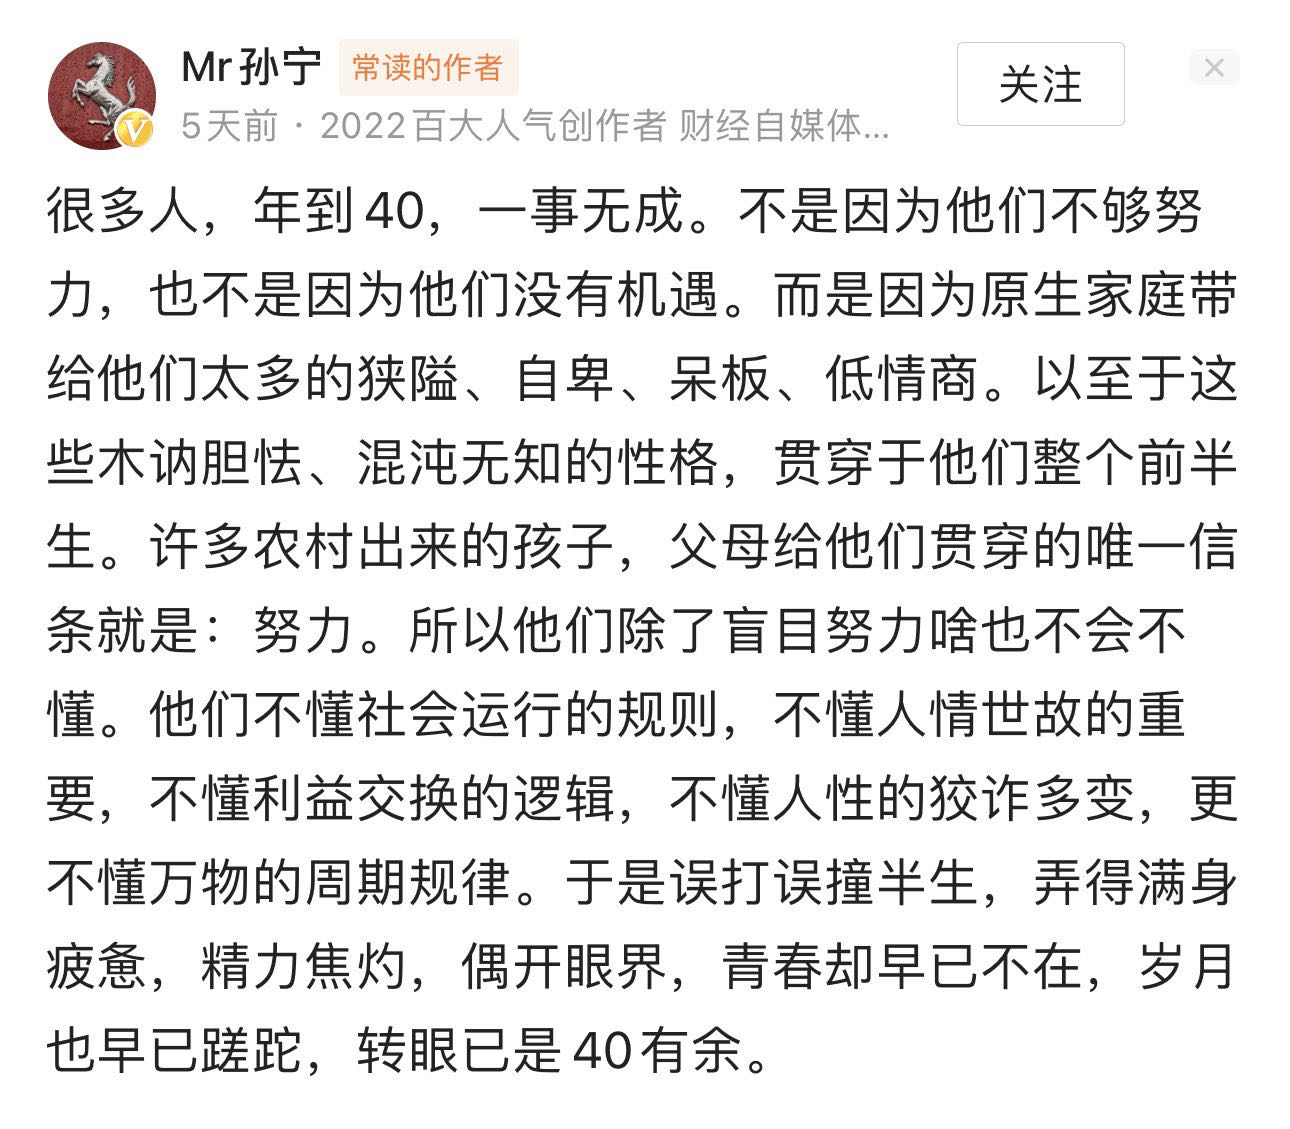 Mr孙宁 常读的作者
关注
5天前 · 2022百大人气创作者 财经自媒体...
很多人，年到40，一事无成。不是因为他们不够努
力，也不是因为他们没有机遇。而是因为原生家庭带
给他们太多的狭隘、自卑、呆板、低情商。以至于这
些木讷胆怯、混沌无知的性格，贯穿于他们整个前半
生。许多农村出来的孩子，父母给他们贯穿的唯一信
条就是：努力。所以他们除了盲目努力啥也不会不
懂。他们不懂社会运行的规则，不懂人情世故的重
要，不懂利益交换的逻辑，不懂人性的狡诈多变，更
不懂万物的周期规律。于是误打误撞半生，弄得满身
疲惫，精力焦灼，偶开眼界，青春却早已不在，岁月
也早已蹉跎，转眼已是40有余。